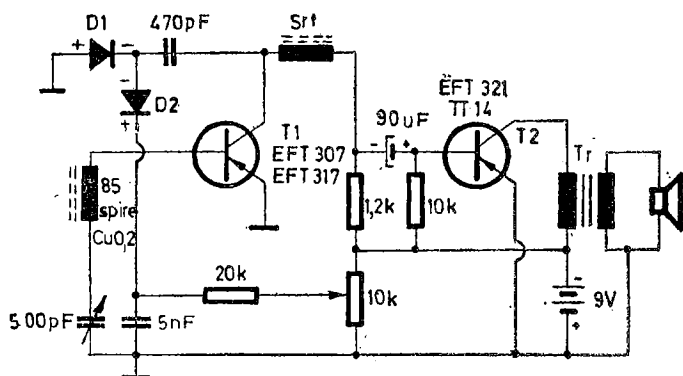 D1
470pF
Srf
+
-
-
-
D2
+
T1
EFT 307
EFT 317
90uF
-
+
EFT 321
TT 14
T2
Tr
85
spire
CuO,2
1,2k
10k
20k
10k
500pF
5nF
-
9V
+